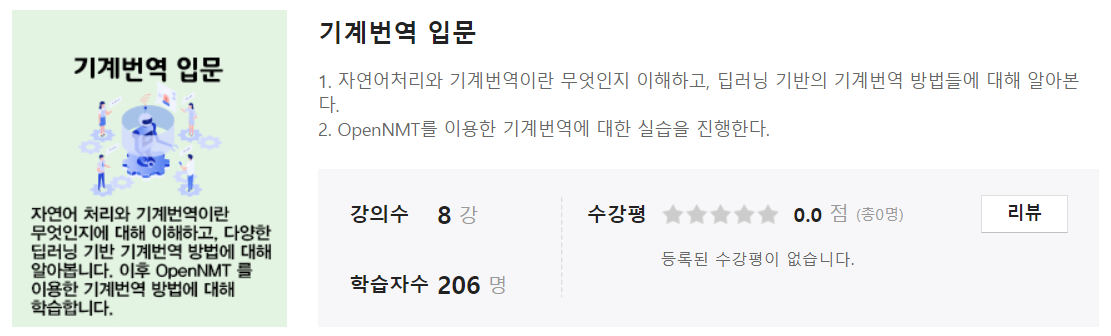 기계번역 입문
자연어 처리와 기계번역이란
무엇인지에 대해 이해하고, 다양한
딥러닝 기반 기계번역 방법에 대해
알아봅니다. 이후 OpenNMT 를
이용한 기계번역 방법에 대해
학습합니다.
기계번역 입문
1. 자연어처리와 기계번역이란 무엇인지 이해하고, 딥러닝 기반의 기계번역 방법들에 대해 알아본
다.
2. OpenNMT를 이용한 기계번역에 대한 실습을 진행한다.
강의수 8 강
학습자수 206 명
수강평 0.0 점 (총0명)
리뷰
등록된 수강평이 없습니다.